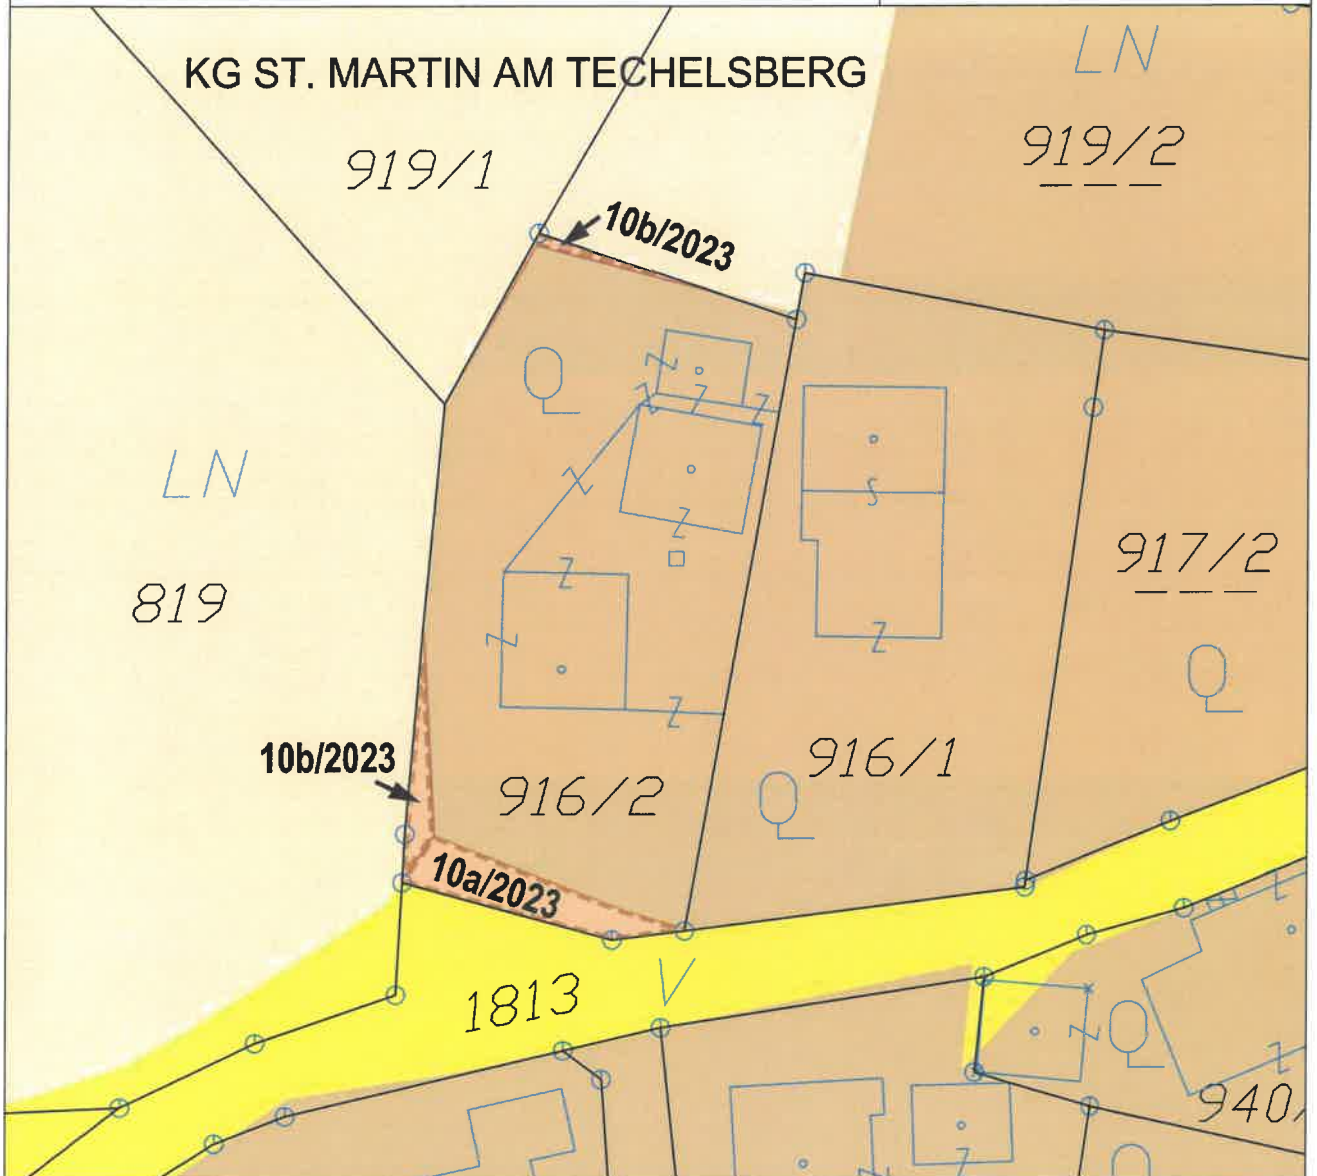 LN
KG ST. MARTIN AM TECHELSBERG
919/1
919/2
10b/2023
LN
917/2
819
10b/2023
916/2
916/1
10a/2023
1813
V
940/